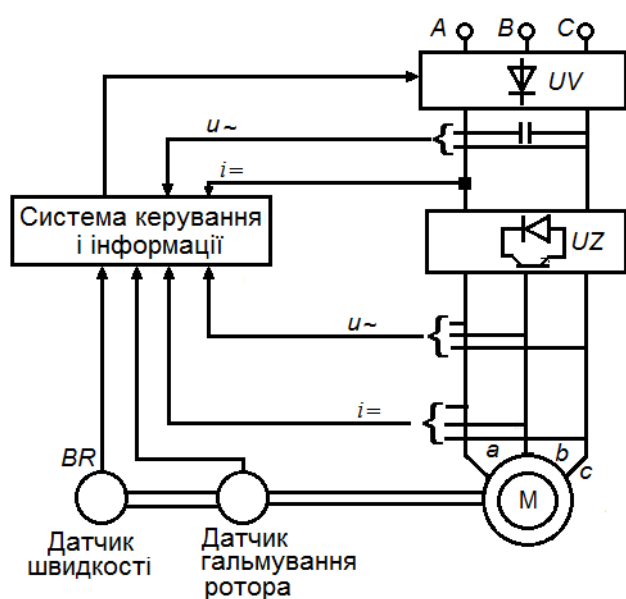 A B C
UV
u~
i=
Система керування
і інформації
UZ
u~
i=
a b
c
BR
M
Датчик
швидкості
Датчик
гальмування
ротора